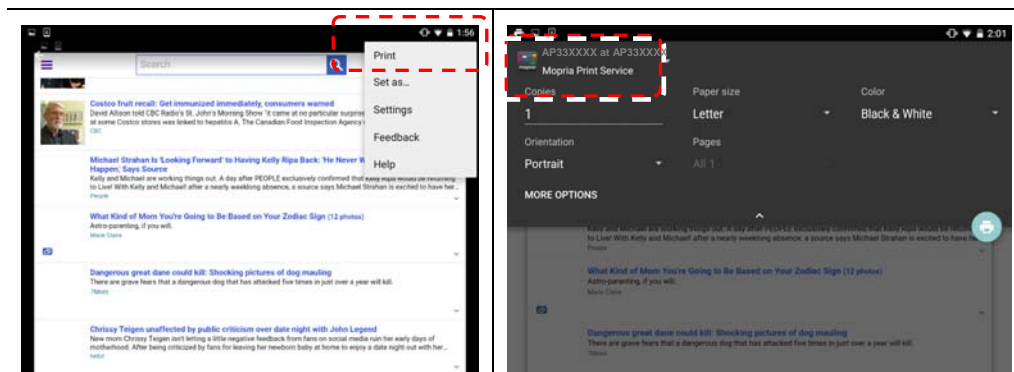 1:56
Search
Print
Set as...
Settings
Feedback
Help
Costco fruit recall: Get immunized immediately, consumers warned
David Allison told CBC Radio's St. John's Morning Show "it came at no particular surprise
at some Costco stores was linked to hepatitis A. The Canadian Food Inspection Agency
CBC
Michael Strahan Is 'Looking Forward' to Having Kelly Ripa Back: 'He Never W
Happen,' Says Source
Kelly and Michael are working things out. A day after PEOPLE exclusively confirmed that Kelly Ripa would be returning
to Live! With Kelly and Michael! after a nearly weeklong absence, a source says Michael Strahan is excited to have her...
People
What Kind of Mom You're Going to Be Based on Your Zodiac Sign (12 photos)
Astro-parenting, if you will.
Marie Claire
Dangerous great dane could kill: Shocking pictures of dog mauling
There are grave fears that a dangerous dog that has attacked five times in just over a year will kill.
7News
Chrissy Teigen unaffected by public criticism over date night with John Legend
New mom Chrissy Teigen isn't letting a little negative feedback from fans on social media ruin her early days of
motherhood. After being criticized by fans for leaving her newborn baby at home to enjoy a date night out with her...
hello!
2:01
AP33XXXX at AP33XXXX
Mopria Print Service
Copies
Paper size
Color
1
Letter
Black & White
Orientation
Pages
Portrait
All 1
MORE OPTIONS
Kelly and Michael are working things out. A day after PEOPLE exclusively confirmed that Kelly Ripa would be returning
to Live! With Kelly and Michael! after a nearly weeklong absence, a source says Michael Strahan is excited to have
People
What Kind of Mom You're Going to Be Based on Your Zodiac Sign (12 photos)
Astro-parenting, if you will.
Marie Claire
Dangerous great dane could kill: Shocking pictures of dog mauling
There are grave fears that a dangerous dog that has attacked five times in just over a year will kill.
7News